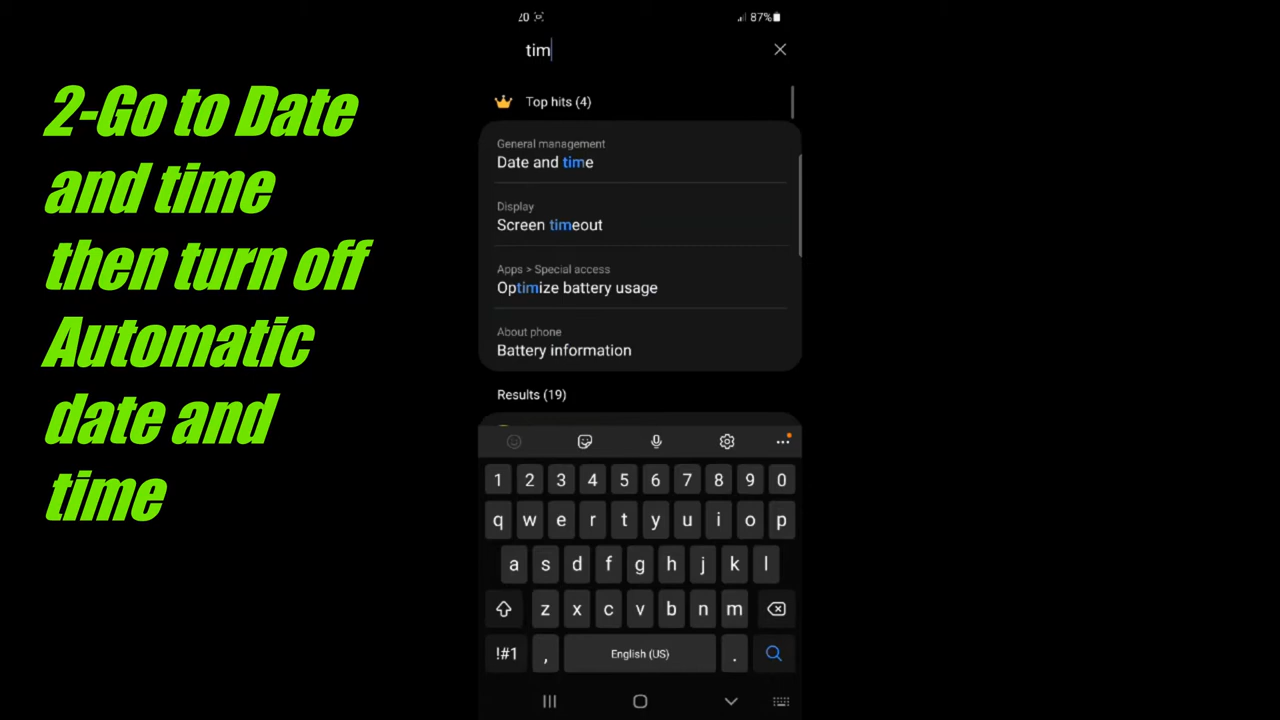 2-Go to Date
and time
then turn off
Automatic
date and
time
20
87%
tim
Top hits (4)
General management
Date and time
Display
Screen timeout
Apps > Special access
Optimize battery usage
About phone
Battery information
Results (19)
1 2 3 4 5 6 7 8 9 0
q w e r t y u i o p
a s d f g h j k l
z x c v b n m
!#1 , English (US) .